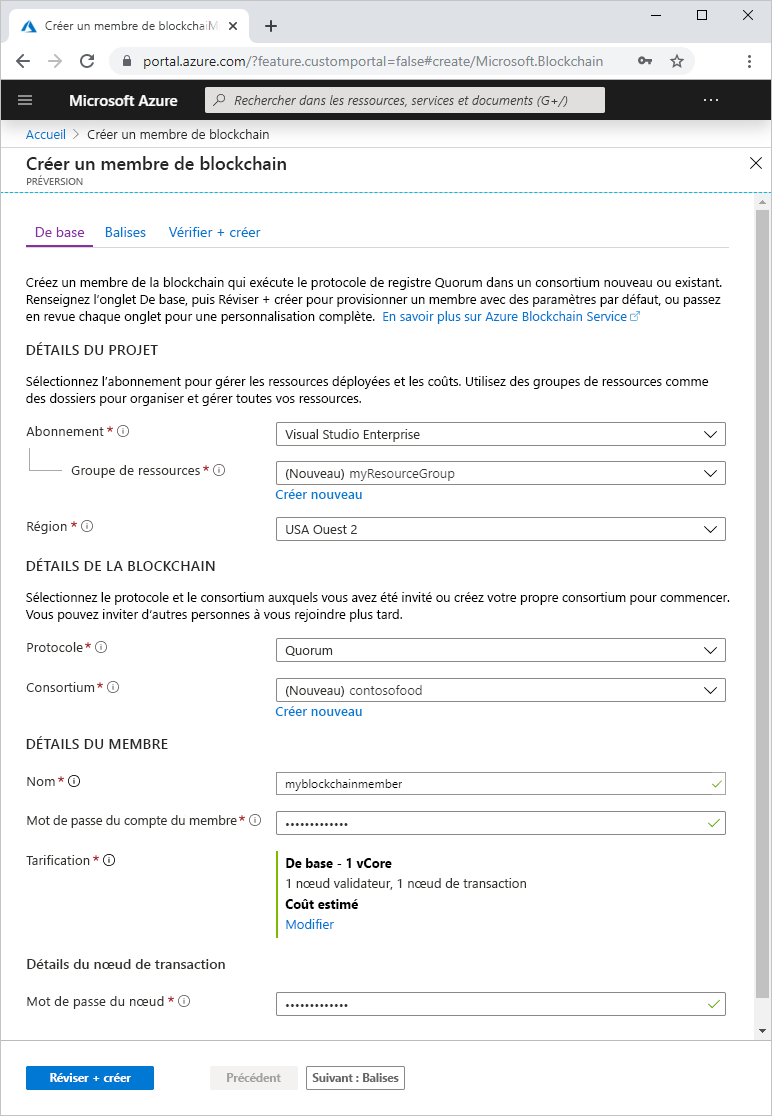 Créer un membre de blockchaiM
portal.azure.com/?feature.customportal=false#create/Microsoft.Blockchain
Microsoft Azure
Rechercher dans les ressources, services et documents (G+/)
Accueil > Créer un membre de blockchain
Créer un membre de blockchain
PRÉVERSION
De base Balises Vérifier + créer
Créez un membre de la blockchain qui exécute le protocole de registre Quorum dans un consortium nouveau ou existant.
Renseignez l'onglet De base, puis Réviser + créer pour provisionner un membre avec des paramètres par défaut, ou passez
en revue chaque onglet pour une personnalisation complète. En savoir plus sur Azure Blockchain Service
DÉTAILS DU PROJET
Sélectionnez l'abonnement pour gérer les ressources déployées et les coûts. Utilisez des groupes de ressources comme
des dossiers pour organiser et gérer toutes vos ressources.
Abonnement * Visual Studio Enterprise
Groupe de ressources * (Nouveau) myResourceGroup
Créer nouveau
Région * USA Ouest 2
DÉTAILS DE LA BLOCKCHAIN
Sélectionnez le protocole et le consortium auxquels vous avez été invité ou créez votre propre consortium pour commencer.
Vous pouvez inviter d'autres personnes à vous rejoindre plus tard.
Protocole * Quorum
Consortium * (Nouveau) contosofood
Créer nouveau
DÉTAILS DU MEMBRE
Nom * myblockchainmember
Mot de passe du compte du membre * •••••••••••••
Tarification * De base - 1 vCore
1 nœud validateur, 1 nœud de transaction
Coût estimé
Modifier
Détails du nœud de transaction
Mot de passe du nœud * •••••••••••••
Réviser + créer Précédent Suivant : Balises